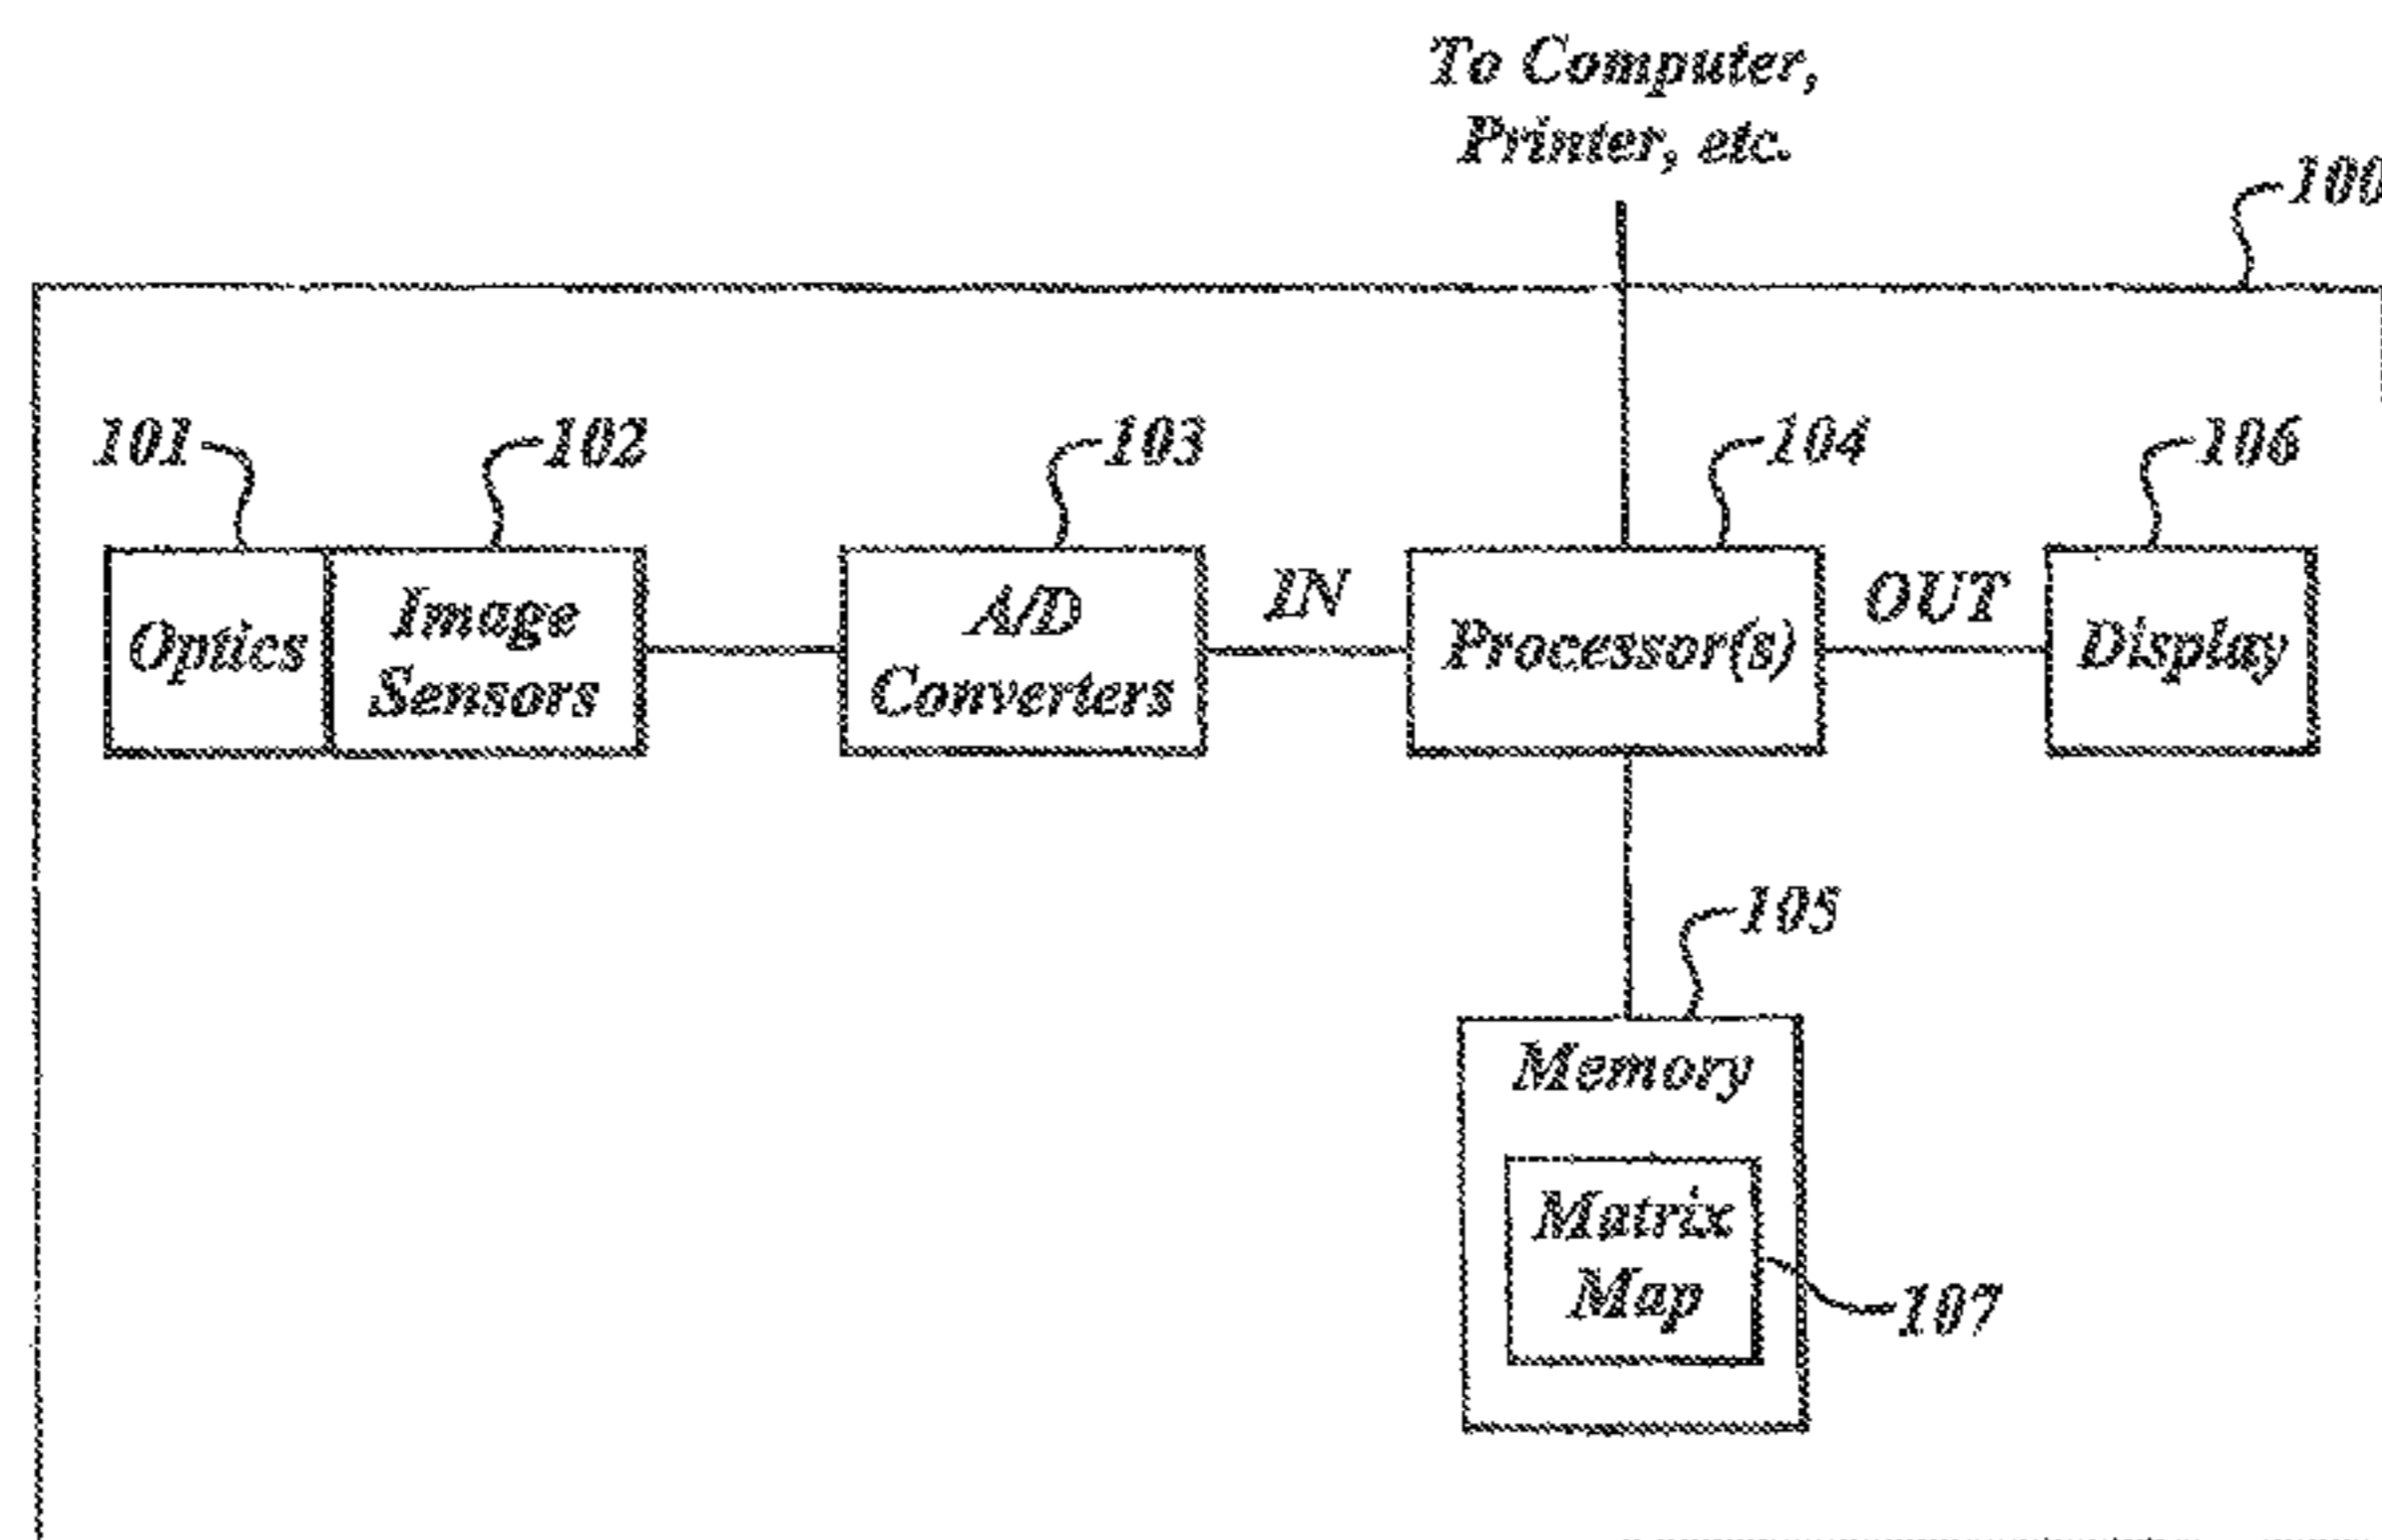 To Computer,
Printer, etc.
100
101
102
103
104
106
Optics
Image
Sensors
A/D
Converters
IN
Processor(s)
OUT
Display
105
Memory
Matrix
Map
107